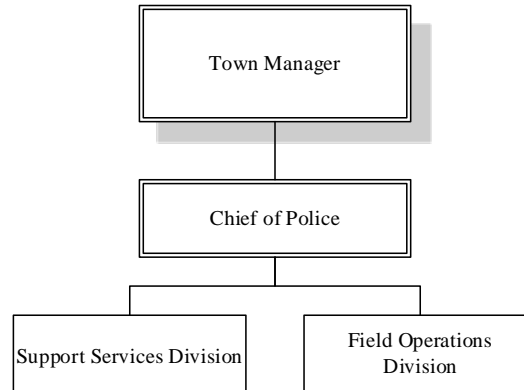 Town Manager
Chief of Police
Support Services Division
Field Operations
Division